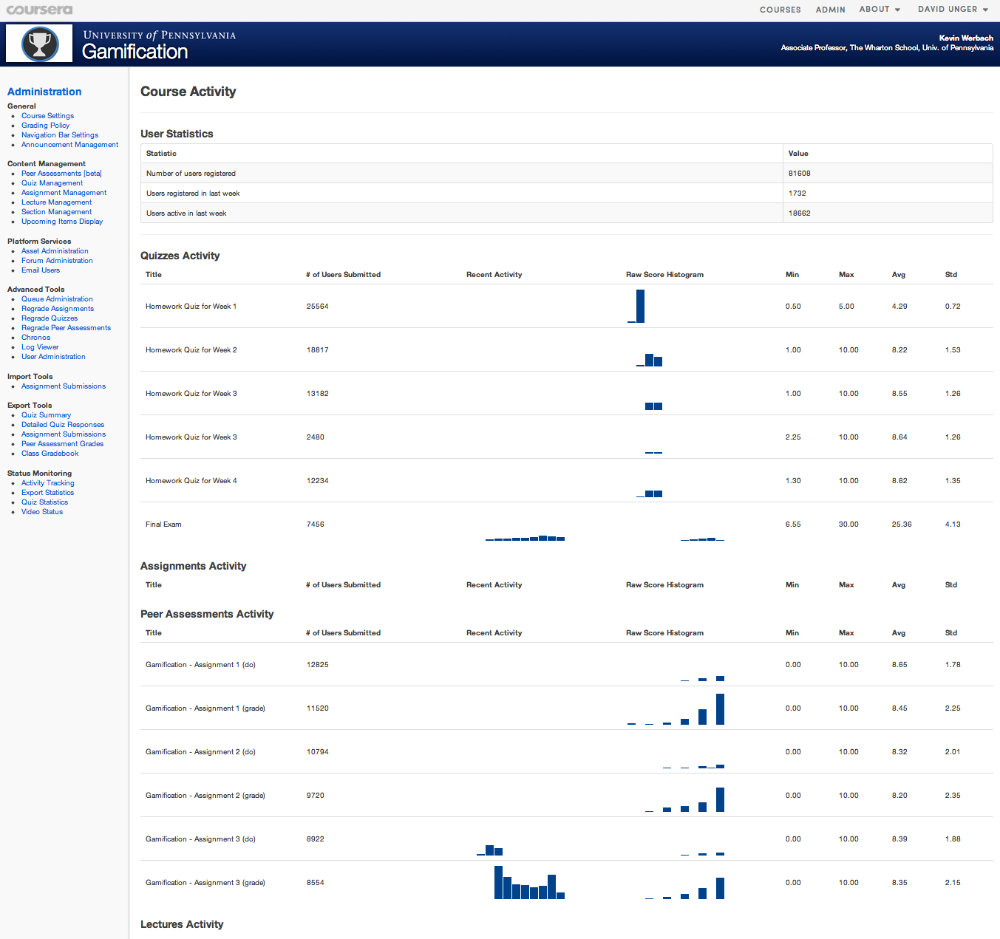 coursera
COURSES ADMIN ABOUT DAVID UNGER
UNIVERSITY of PENNSYLVANIA
Gamification
Kevin Werbach
Associate Professor, The Wharton School, Univ. of Pennsylvania
Administration
General
Course Settings
Grading Policy
Navigation Bar Settings
Announcement Management
Content Management
Peer Assessments [beta]
Quiz Management
Assignment Management
Lecture Management
Section Management
Upcoming Items Display
Platform Services
Asset Administration
Forum Administration
Email Users
Advanced Tools
Queue Administration
Regrade Assignments
Regrade Quizzes
Regrade Peer Assessments
Chronos
Log Viewer
User Administration
Import Tools
Assignment Submissions
Export Tools
Quiz Summary
Detailed Quiz Responses
Assignment Submissions
Peer Assessment Grades
Class Gradebook
Status Monitoring
Activity Tracking
Export Statistics
Quiz Statistics
Video Status
Course Activity
User Statistics
Statistic Value
Number of users registered 81608
Users registered in last week 1732
Users active in last week 18662
Quizzes Activity
Title # of Users Submitted Recent Activity Raw Score Histogram Min Max Avg Std
Homework Quiz for Week 1 25564 0.50 5.00 4.29 0.72
Homework Quiz for Week 2 18817 1.00 10.00 8.22 1.53
Homework Quiz for Week 3 13182 1.00 10.00 8.55 1.26
Homework Quiz for Week 3 2480 2.25 10.00 8.64 1.26
Homework Quiz for Week 4 12234 1.30 10.00 8.62 1.35
Final Exam 7456 6.55 30.00 25.36 4.13
Assignments Activity
Title # of Users Submitted Recent Activity Raw Score Histogram Min Max Avg Std
Peer Assessments Activity
Title # of Users Submitted Recent Activity Raw Score Histogram Min Max Avg Std
Gamification - Assignment 1 (do) 12825 0.00 10.00 8.65 1.78
Gamification - Assignment 1 (grade) 11520 0.00 10.00 8.45 2.25
Gamification - Assignment 2 (do) 10794 0.00 10.00 8.32 2.01
Gamification - Assignment 2 (grade) 9720 0.00 10.00 8.20 2.35
Gamification - Assignment 3 (do) 8922 0.00 10.00 8.39 1.88
Gamification - Assignment 3 (grade) 8554 0.00 10.00 8.35 2.15
Lectures Activity